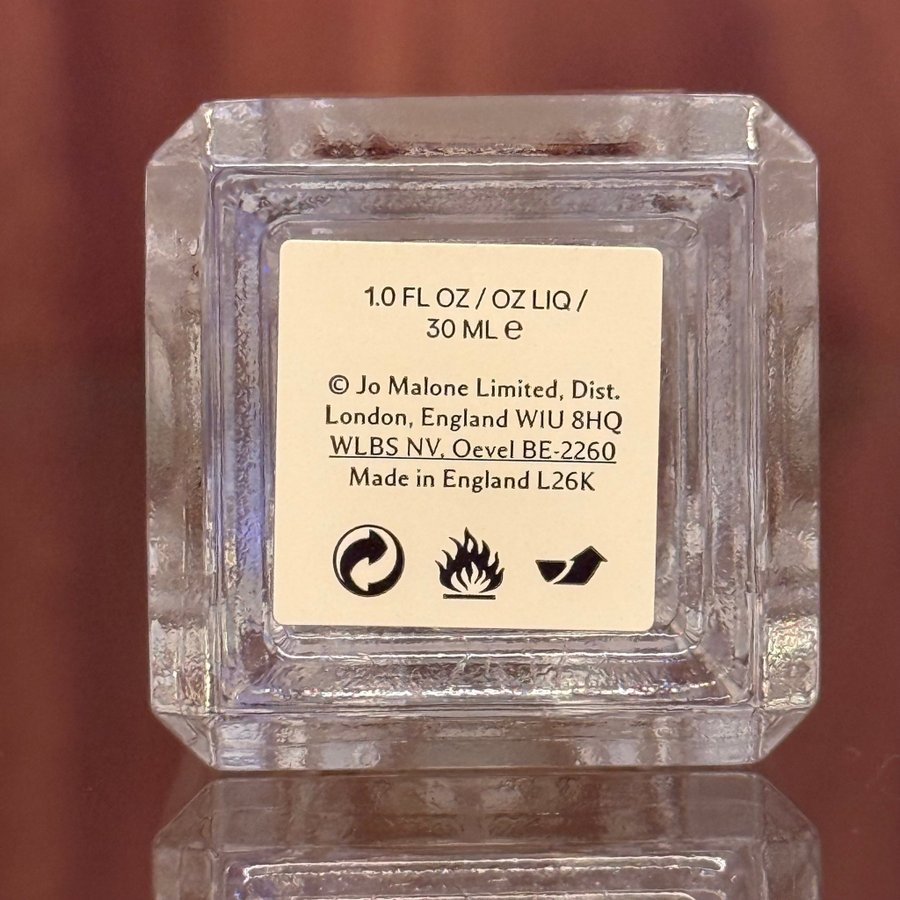 1.0 FL OZ / OZ LIQ /
30 ML ℮
© Jo Malone Limited, Dist.
London, England W1U 8HQ
WLBS NV, Oevel BE-2260
Made in England L26K